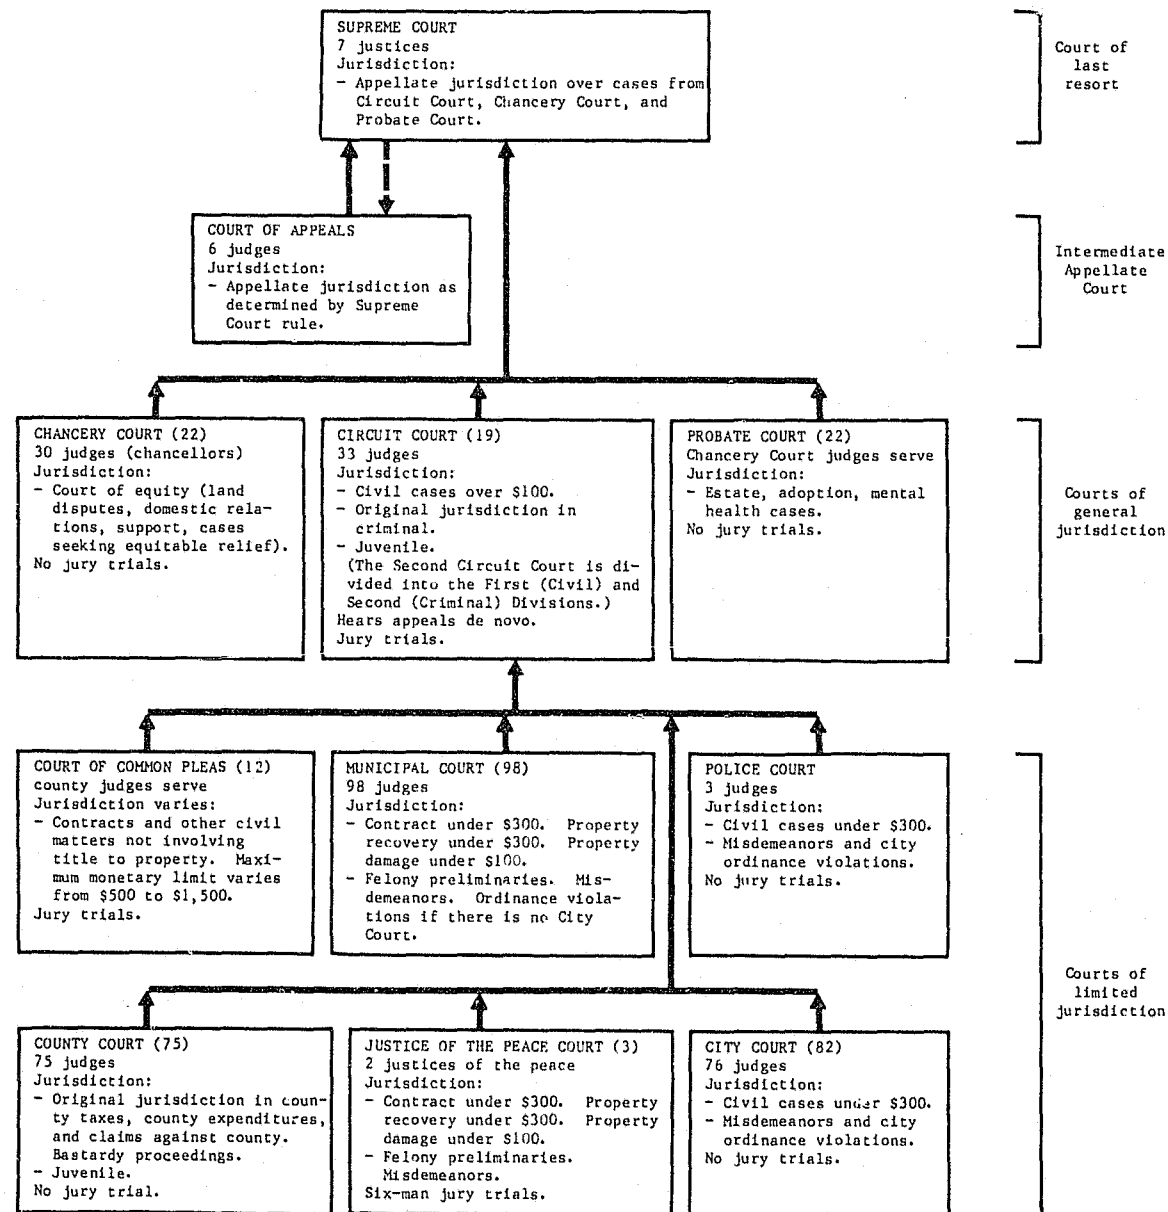 SUPREME COURT
7 justices
Jurisdiction:
- Appellate jurisdiction over cases from
Circuit Court, Chancery Court, and
Probate Court.
Court of
last
resort
COURT OF APPEALS
6 judges
Jurisdiction:
- Appellate jurisdiction as
determined by Supreme
Court rule.
Intermediate
Appellate
Court
CHANCERY COURT (22)
30 judges (chancellors)
Jurisdiction:
- Court of equity (land
disputes, domestic rela-
tions, support, cases
seeking equitable relief).
No jury trials.
CIRCUIT COURT (19)
33 judges
Jurisdiction:
- Civil cases over $100.
- Original jurisdiction in
criminal.
- Juvenile.
(The Second Circuit Court is di-
vided into the First (Civil) and
Second (Criminal) Divisions.)
Hears appeals de novo.
Jury trials.
PROBATE COURT (22)
Chancery Court judges serve
Jurisdiction:
- Estate, adoption, mental
health cases.
No jury trials.
Courts of
general
jurisdiction
COURT OF COMMON PLEAS (12)
county judges serve
Jurisdiction varies:
- Contracts and other civil
matters not involving
title to property. Maxi-
mum monetary limit varies
from $500 to $1,500.
Jury trials.
MUNICIPAL COURT (98)
98 judges
Jurisdiction:
- Contract under $300. Property
recovery under $300. Property
damage under $100.
- Felony preliminaries. Mis-
demeanors. Ordinance viola-
tions if there is no City
Court.
POLICE COURT
3 judges
Jurisdiction:
- Civil cases under $300.
- Misdemeanors and city
ordinance violations.
No jury trials.
COUNTY COURT (75)
75 judges
Jurisdiction:
- Original jurisdiction in coun-
ty taxes, county expenditures,
and claims against county.
Bastardy proceedings.
- Juvenile.
No jury trial.
JUSTICE OF THE PEACE COURT (3)
2 justices of the peace
Jurisdiction:
- Contract under $300. Property
recovery under $300. Property
damage under $100.
- Felony preliminaries.
Misdemeanors.
Six-man jury trials.
CITY COURT (82)
76 judges
Jurisdiction:
- Civil cases under $300.
- Misdemeanors and city
ordinance violations.
No jury trials.
Courts of
limited
jurisdiction